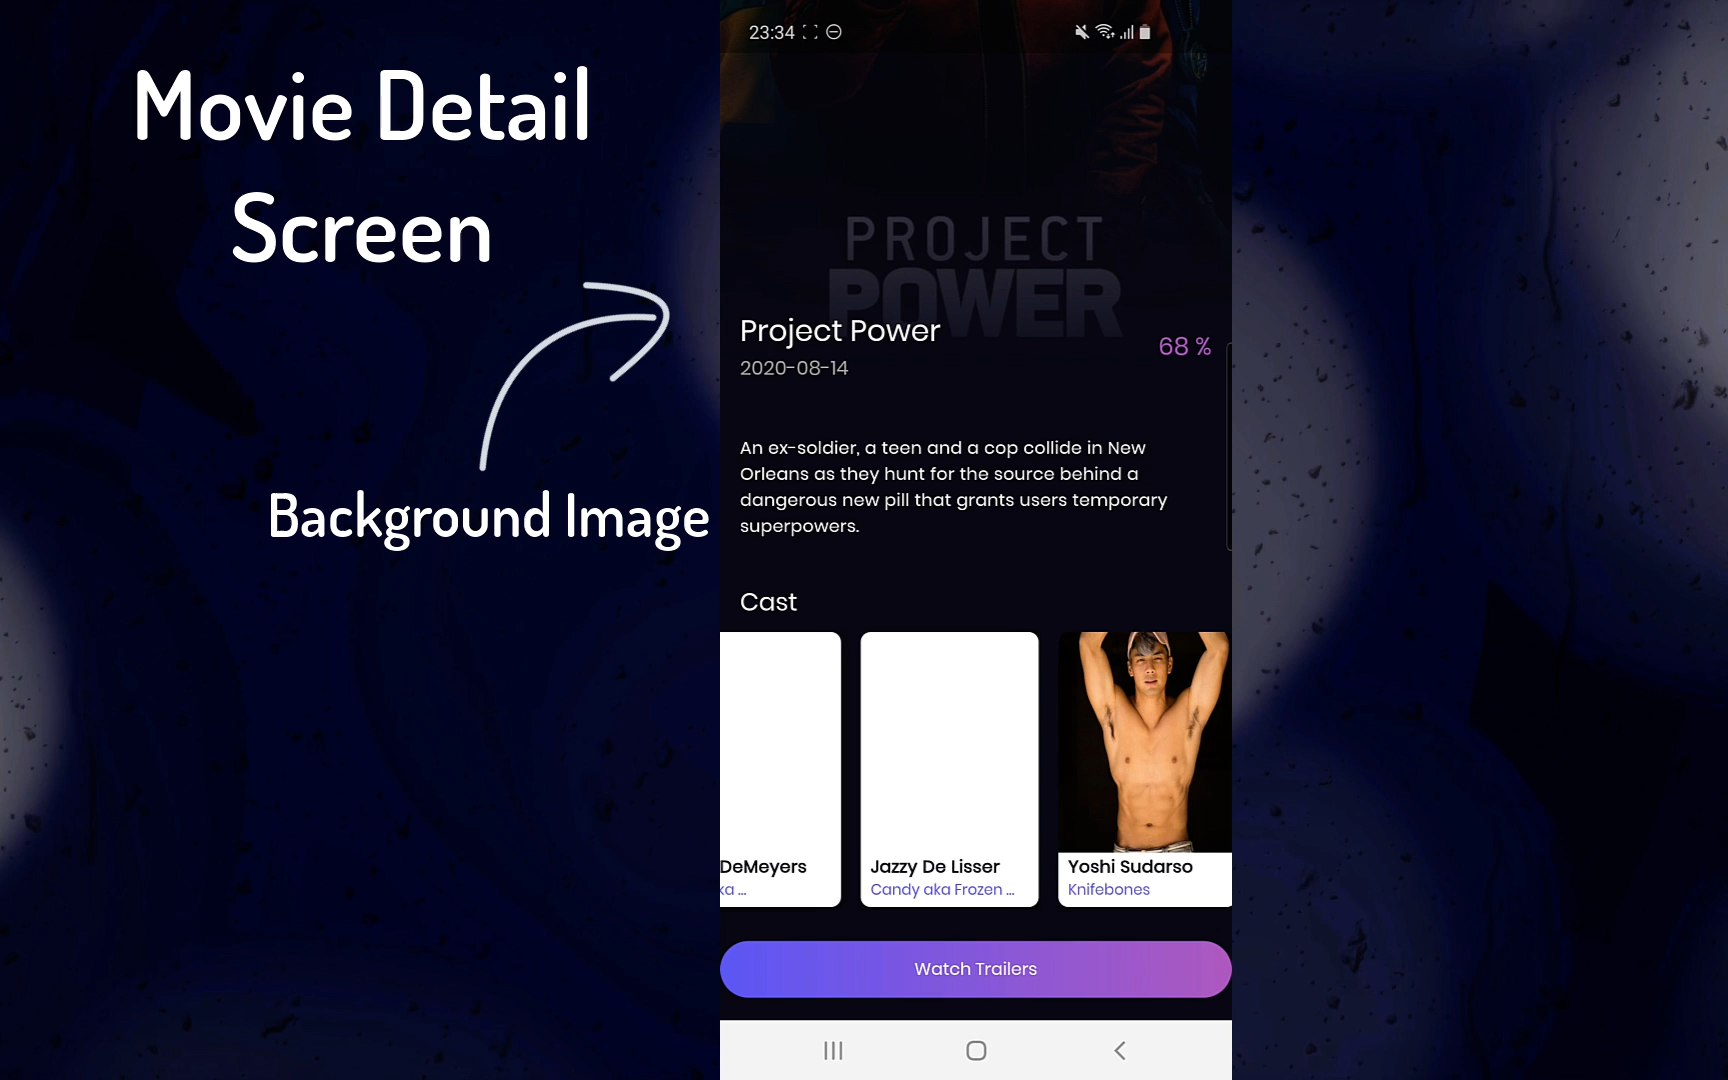 Movie Detail
Screen
Background Image
23:34
PROJECT
POWER
Project Power
68 %
2020-08-14
An ex-soldier, a teen and a cop collide in New
Orleans as they hunt for the source behind a
dangerous new pill that grants users temporary
superpowers.
Cast
DeMeyers
ka ...
Jazzy De Lisser
Candy aka Frozen ...
Yoshi Sudarso
Knifebones
Watch Trailers